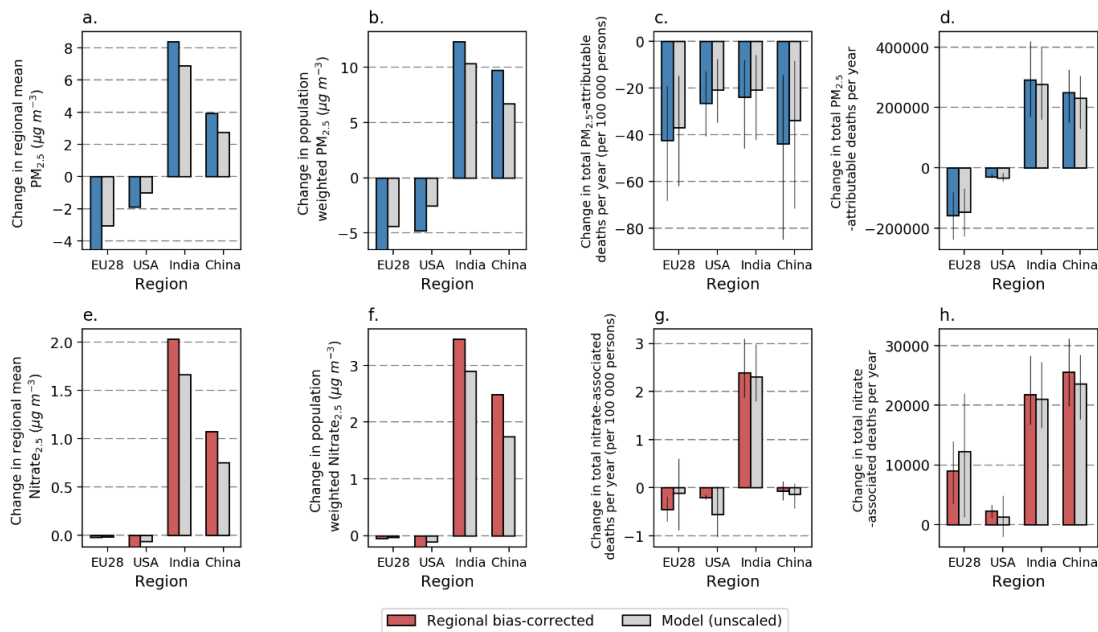 a.
Change in regional mean
PM2.5 (μg m−3)
8
6
4
2
0
−2
−4
EU28 USA India China
Region
b.
Change in population
weighted PM2.5 (μg m−3)
10
5
0
−5
EU28 USA India China
Region
c.
Change in total PM2.5-attributable
deaths per year (per 100 000 persons)
0
−20
−40
−60
−80
EU28 USA India China
Region
d.
Change in total PM2.5
-attributable deaths per year
400000
200000
0
−200000
EU28 USA India China
Region
e.
Change in regional mean
Nitrate2.5 (μg m−3)
2.0
1.5
1.0
0.5
0.0
EU28 USA India China
Region
f.
Change in population
weighted Nitrate2.5 (μg m−3)
3
2
1
0
EU28 USA India China
Region
g.
Change in total nitrate-associated
deaths per year (per 100 000 persons)
3
2
1
0
−1
EU28 USA India China
Region
h.
Change in total nitrate
-associated deaths per year
30000
20000
10000
0
EU28 USA India China
Region
Regional bias-corrected Model (unscaled)